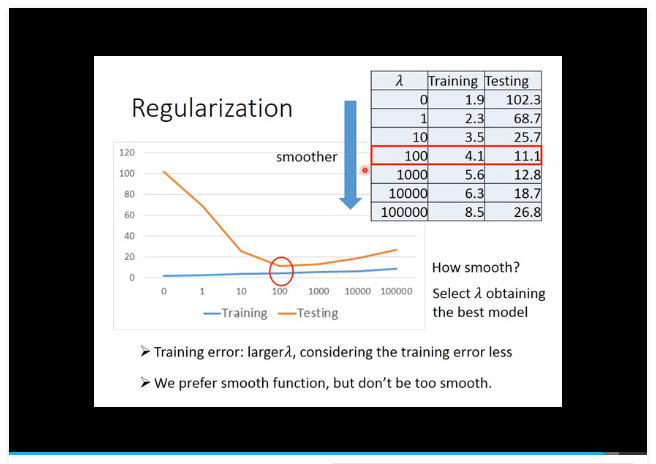 Regularization
λ Training Testing
0 1.9 102.3
1 2.3 68.7
10 3.5 25.7
100 4.1 11.1
1000 5.6 12.8
10000 6.3 18.7
100000 8.5 26.8
smoother
120
100
80
60
40
20
0
0 1 10 100 1000 10000 100000
Training Testing
How smooth?
Select λ obtaining
the best model
➢ Training error: largerλ, considering the training error less
➢ We prefer smooth function, but don't be too smooth.